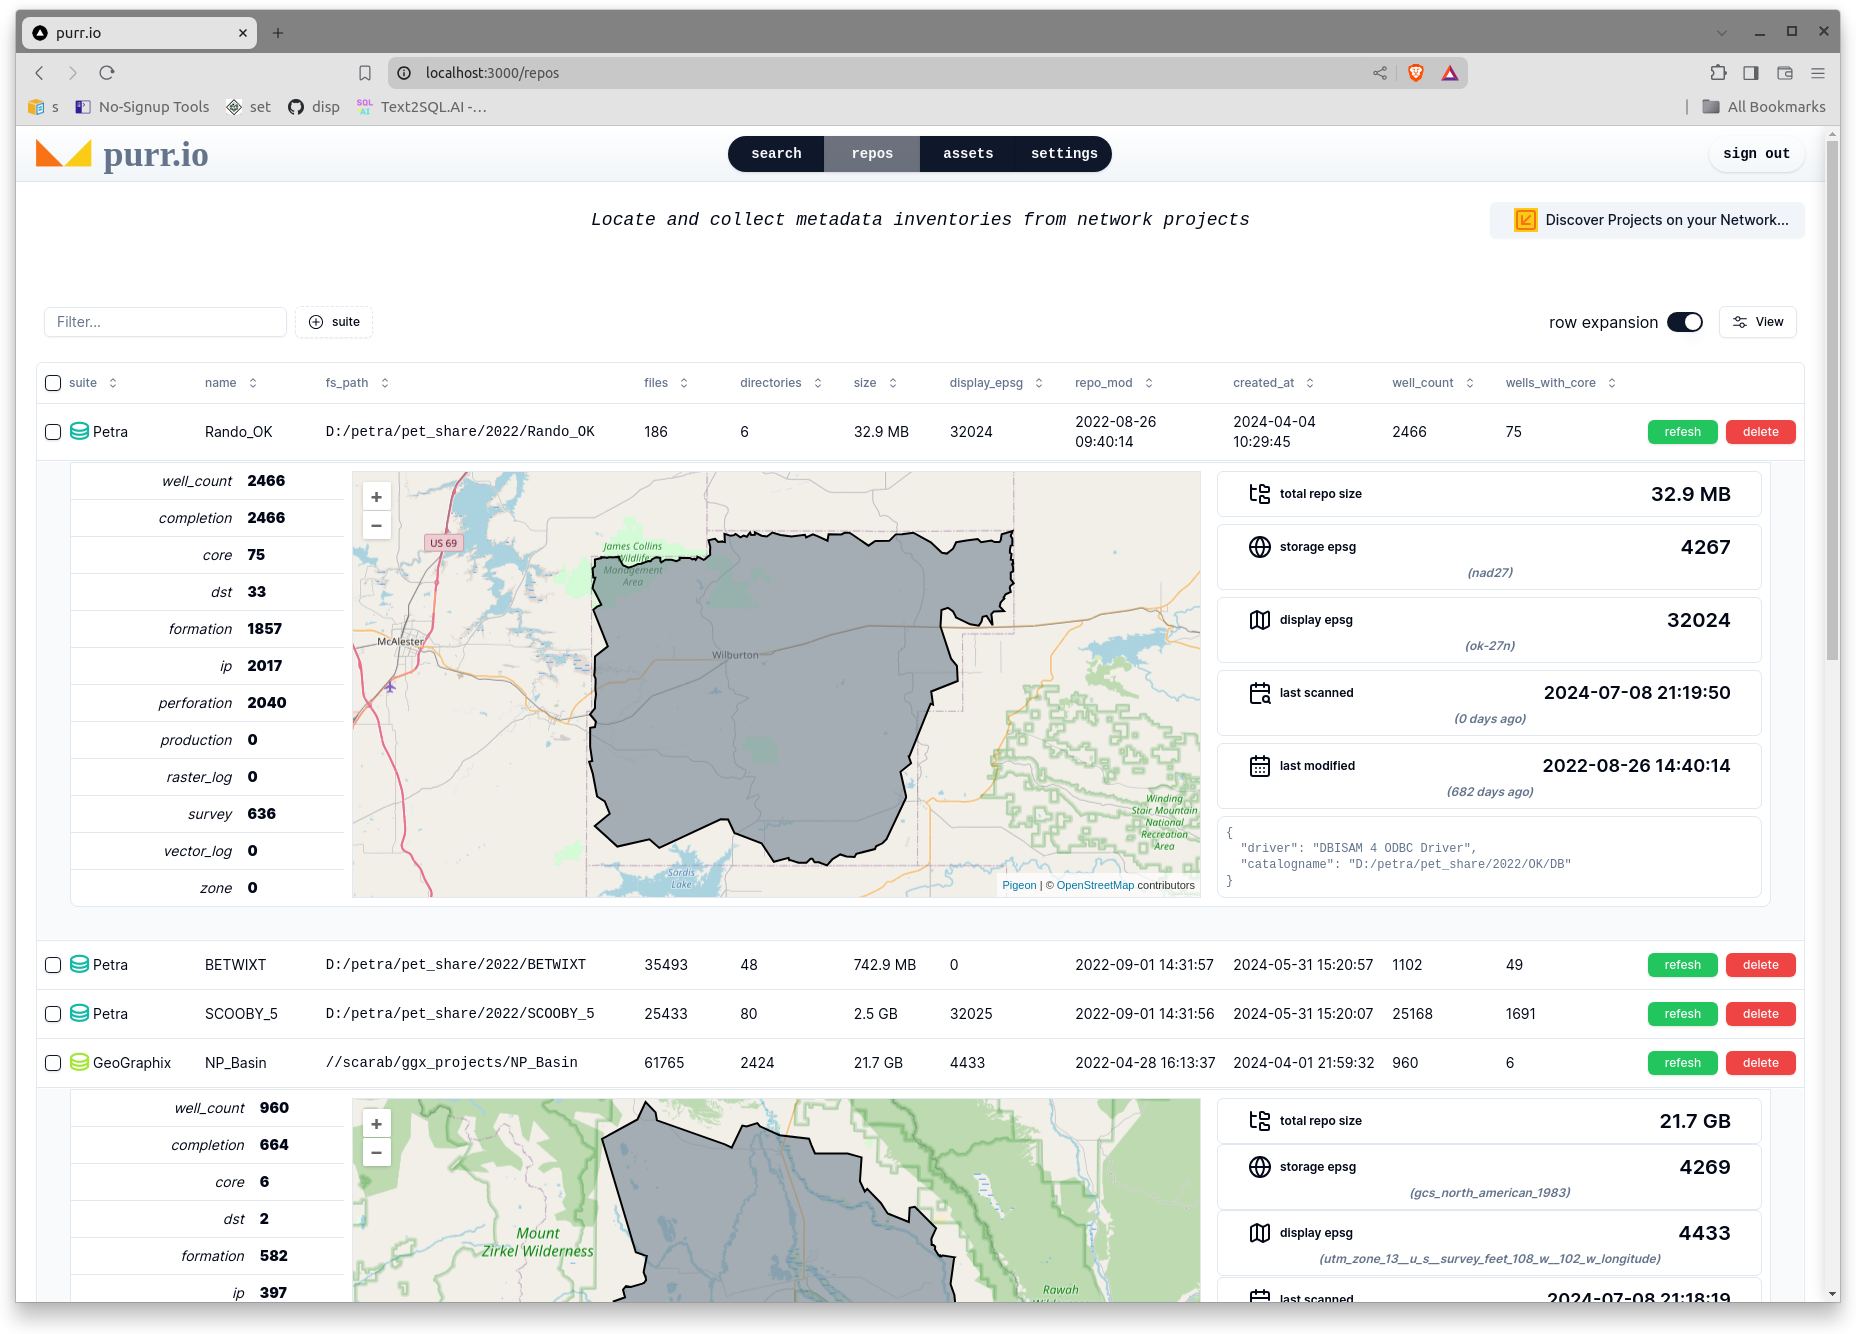 purr.io
localhost:3000/repos
s No-Signup Tools set disp Text2SQL.AI -... All Bookmarks
purr.io search repos assets settings sign out
Locate and collect metadata inventories from network projects Discover Projects on your Network...
Filter... suite row expansion View
suite name fs_path files directories size display_epsg repo_mod created_at well_count wells_with_core
Petra Rando_OK D:/petra/pet_share/2022/Rando_OK 186 6 32.9 MB 32024 2022-08-26 09:40:14 2024-04-04 10:29:45 2466 75 refesh delete
well_count 2466
completion 2466
core 75
dst 33
formation 1857
ip 2017
perforation 2040
production 0
raster_log 0
survey 636
vector_log 0
zone 0
+
−
US 69
James Collins
Wildlife
Management
Area
McAlester
Wilburton
Winding
Stair Mountain
National
Recreation
Area
Sardis
Lake
Pigeon | © OpenStreetMap contributors
total repo size 32.9 MB
storage epsg 4267
(nad27)
display epsg 32024
(ok-27n)
last scanned 2024-07-08 21:19:50
(0 days ago)
last modified 2022-08-26 14:40:14
(682 days ago)
{
"driver": "DBISAM 4 ODBC Driver",
"catalogname": "D:/petra/pet_share/2022/OK/DB"
}
Petra BETWIXT D:/petra/pet_share/2022/BETWIXT 35493 48 742.9 MB 0 2022-09-01 14:31:57 2024-05-31 15:20:57 1102 49 refesh delete
Petra SCOOBY_5 D:/petra/pet_share/2022/SCOOBY_5 25433 80 2.5 GB 32025 2022-09-01 14:31:56 2024-05-31 15:20:07 25168 1691 refesh delete
GeoGraphix NP_Basin //scarab/ggx_projects/NP_Basin 61765 2424 21.7 GB 4433 2022-04-28 16:13:37 2024-04-01 21:59:32 960 6 refesh delete
well_count 960
completion 664
core 6
dst 2
formation 582
ip 397
+
−
Mount
Zirkel Wilderness
Rawah
total repo size 21.7 GB
storage epsg 4269
(gcs_north_american_1983)
display epsg 4433
(utm_zone_13__u_s__survey_feet_108_w__102_w_longitude)
last scanned 2024-07-08 21:18:19